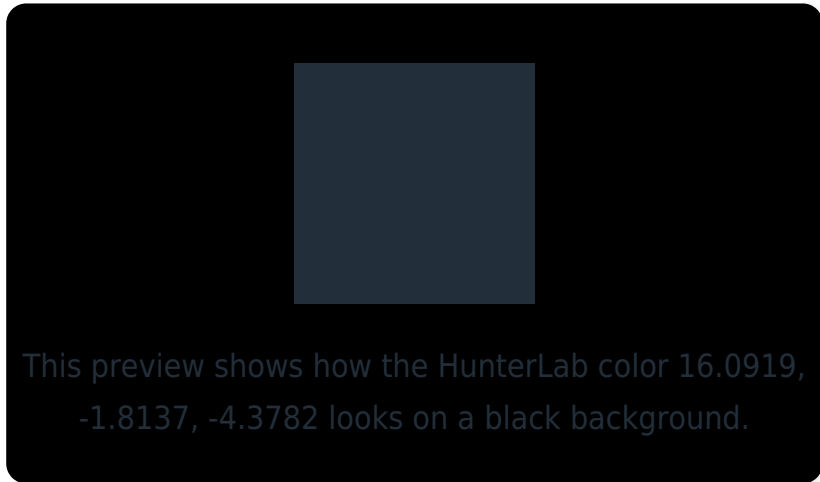 This preview shows how the HunterLab color 16.0919,
-1.8137, -4.3782 looks on a black background.